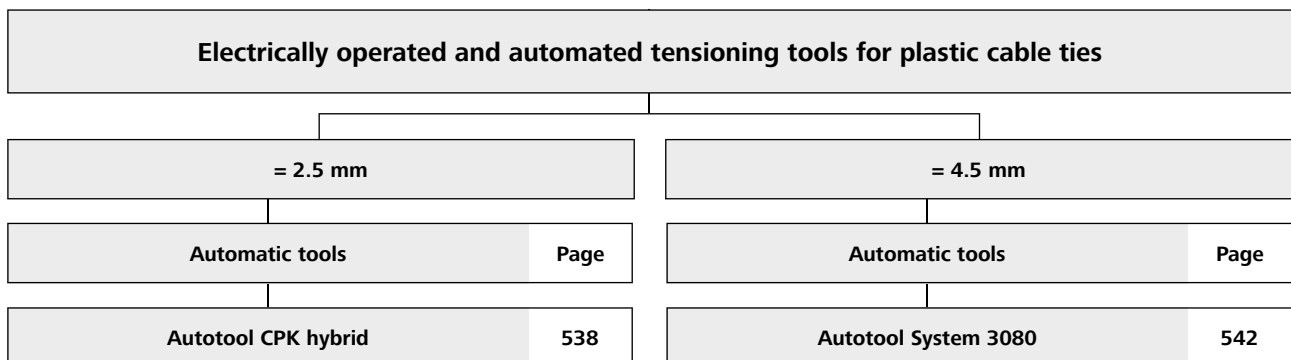 Electrically operated and automated tensioning tools for plastic cable ties
= 2.5 mm
= 4.5 mm
Automatic tools Page
Automatic tools Page
Autotool CPK hybrid 538
Autotool System 3080 542